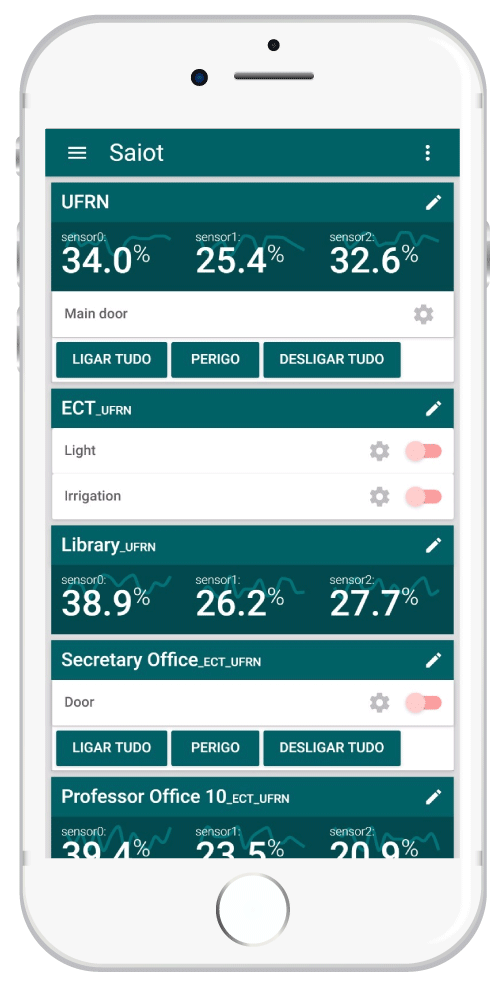 Saiot
UFRN
sensor0: sensor1: sensor2:
34.0% 25.4% 32.6%
Main door
LIGAR TUDO PERIGO DESLIGAR TUDO
ECT_UFRN
Light
Irrigation
Library_UFRN
sensor0: sensor1: sensor2:
38.9% 26.2% 27.7%
Secretary Office_ECT_UFRN
Door
LIGAR TUDO PERIGO DESLIGAR TUDO
Professor Office 10_ECT_UFRN
sensor0: sensor1: sensor2:
39.4% 23.5% 20.9%